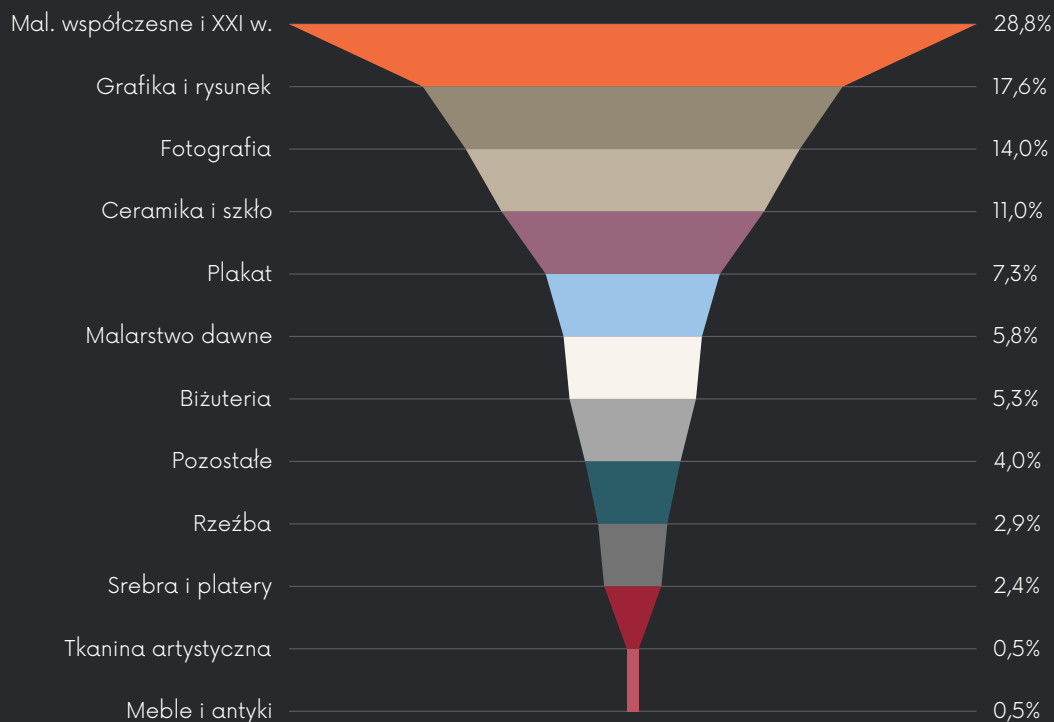 Mal. współczesne i XXI w. 28,8%
Grafika i rysunek 17,6%
Fotografia 14,0%
Ceramika i szkło 11,0%
Plakat 7,3%
Malarstwo dawne 5,8%
Biżuteria 5,3%
Pozostałe 4,0%
Rzeźba 2,9%
Srebra i platery 2,4%
Tkanina artystyczna 0,5%
Meble i antyki 0,5%